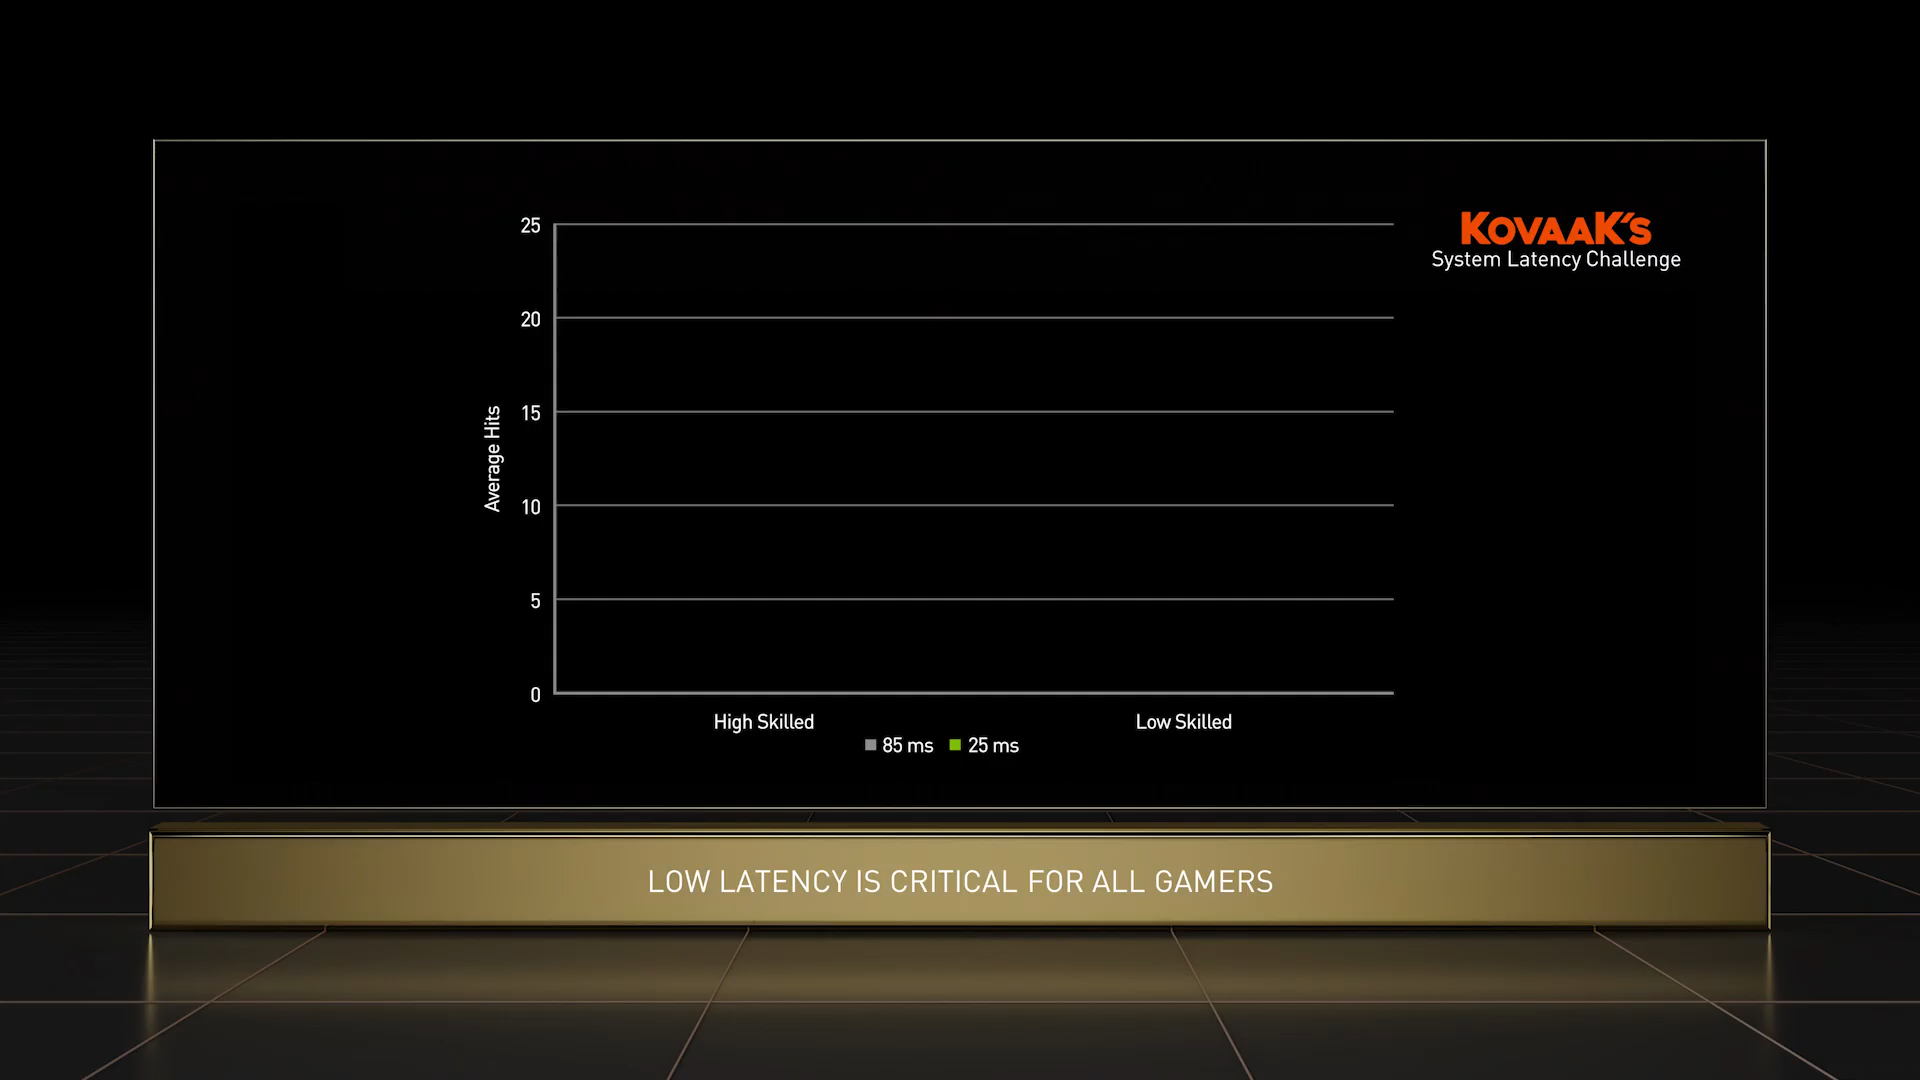 KovaaK's
System Latency Challenge
25
20
15
10
5
0
Average Hits
High Skilled
Low Skilled
85 ms
25 ms
LOW LATENCY IS CRITICAL FOR ALL GAMERS